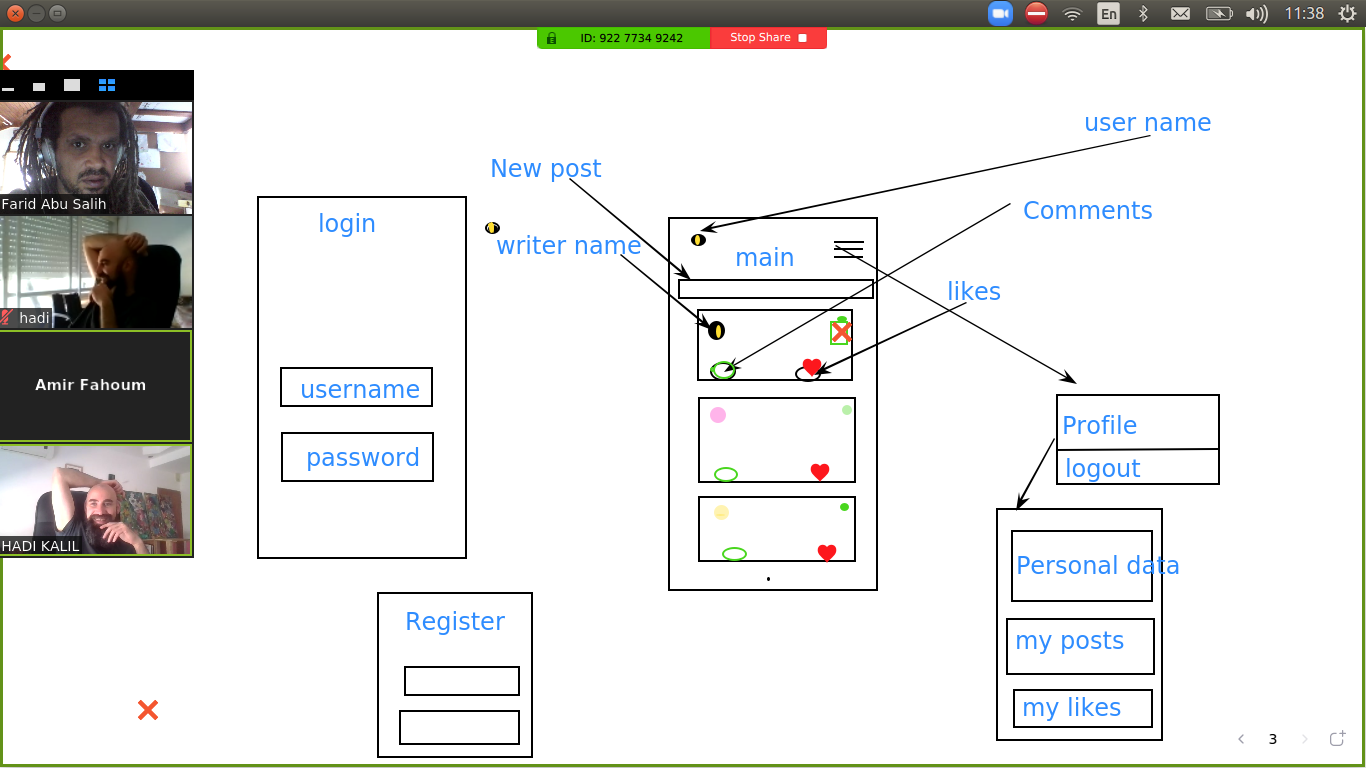 En
11:38
ID: 922 7734 9242
Stop Share
Farid Abu Salih
hadi
Amir Fahoum
HADI KALIL
login
username
password
Register
New post
writer name
user name
Comments
likes
main
Profile
logout
Personal data
my posts
my likes
3